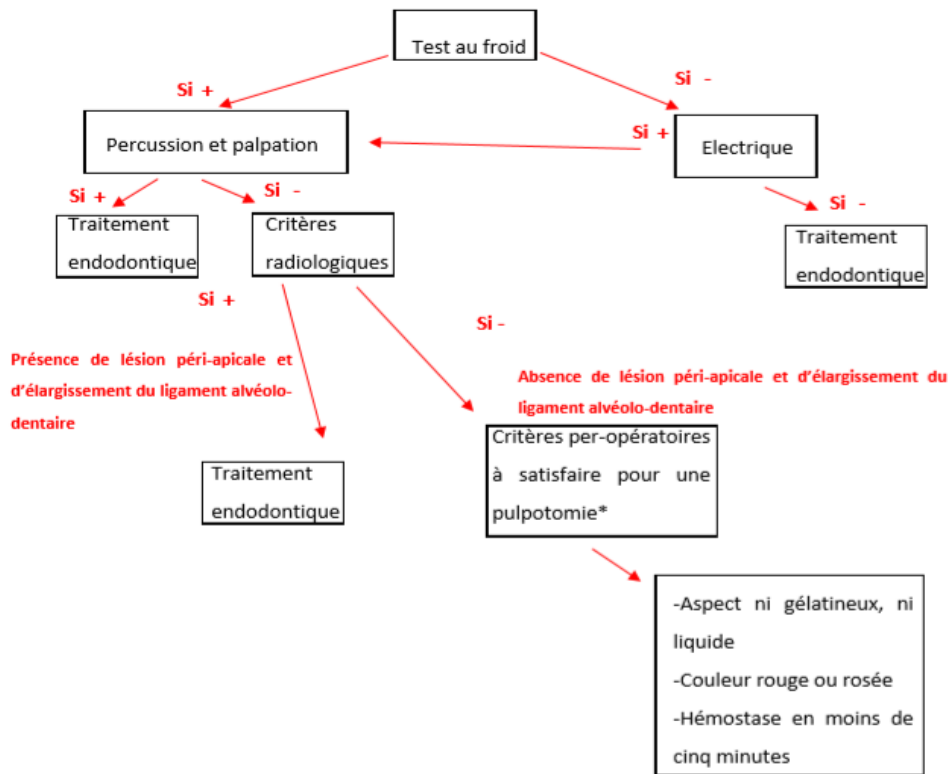 Test au froid
Si +
Si -
Percussion et palpation
Si +
Electrique
Si +
Si -
Si -
Traitement
endodontique
Critères
radiologiques
Traitement
endodontique
Si +
Si -
Présence de lésion péri-apicale et
d'élargissement du ligament alvéolo-
dentaire
Absence de lésion péri-apicale et d'élargissement du
ligament alvéolo-dentaire
Traitement
endodontique
Critères per-opératoires
à satisfaire pour une
pulpotomie*
-Aspect ni gélatineux, ni
liquide
-Couleur rouge ou rosée
-Hémostase en moins de
cinq minutes